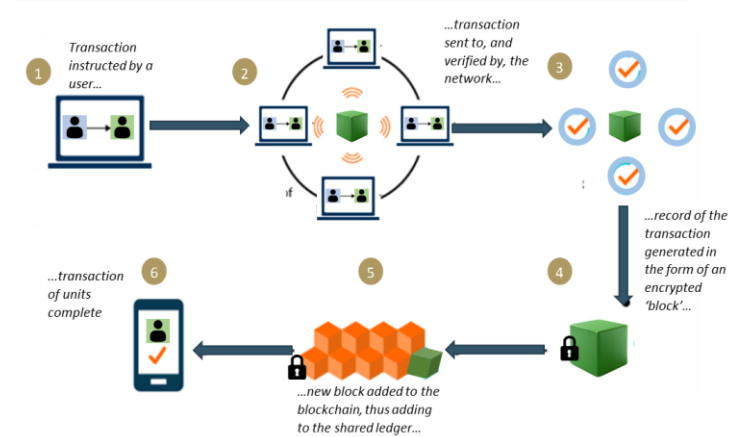 1
Transaction
instructed by a
user…
2
…transaction
sent to, and
verified by, the
network…
3
of
…record of the
transaction
generated in
the form of an
encrypted
‘block’…
4
5
…new block added to the
blockchain, thus adding
to the shared ledger…
6
…transaction
of units
complete